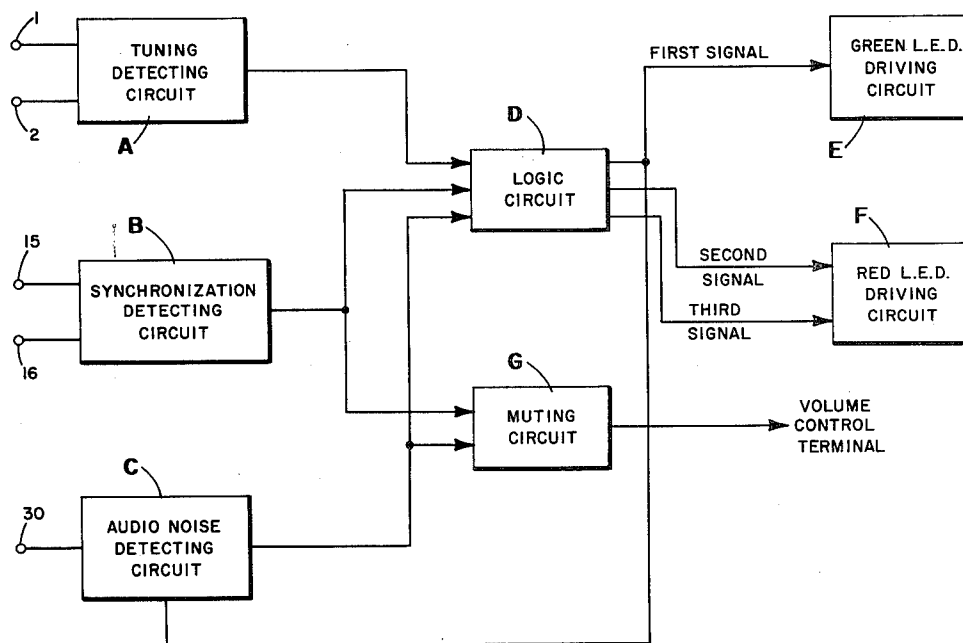 1
TUNING
DETECTING
CIRCUIT
2
A
D
LOGIC
CIRCUIT
FIRST SIGNAL
GREEN L.E.D.
DRIVING
CIRCUIT
E
15
B
SYNCHRONIZATION
DETECTING
CIRCUIT
16
SECOND
SIGNAL
THIRD
SIGNAL
F
RED L.E.D.
DRIVING
CIRCUIT
G
MUTING
CIRCUIT
VOLUME
CONTROL
TERMINAL
30
C
AUDIO NOISE
DETECTING
CIRCUIT